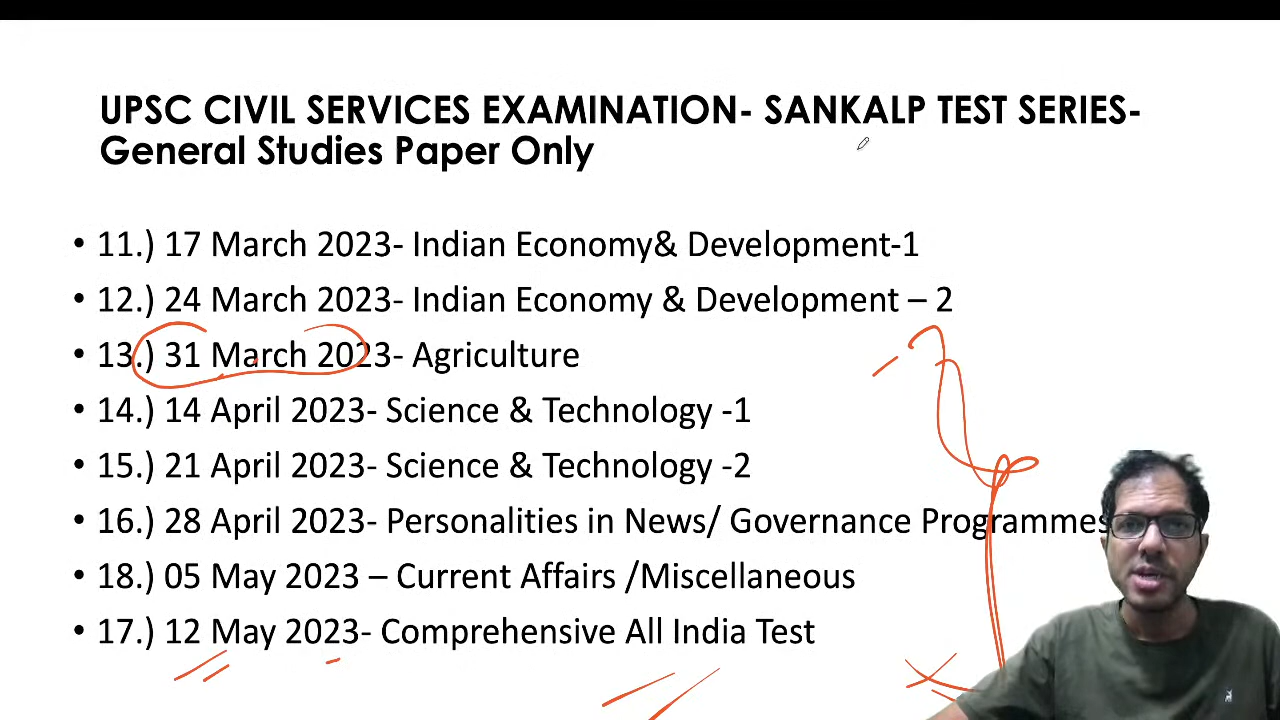 UPSC CIVIL SERVICES EXAMINATION- SANKALP TEST SERIES-
General Studies Paper Only
• 11.) 17 March 2023- Indian Economy& Development-1
• 12.) 24 March 2023- Indian Economy & Development – 2
• 13.) 31 March 2023- Agriculture
• 14.) 14 April 2023- Science & Technology -1
• 15.) 21 April 2023- Science & Technology -2
• 16.) 28 April 2023- Personalities in News/ Governance Programmes
• 18.) 05 May 2023 – Current Affairs /Miscellaneous
• 17.) 12 May 2023- Comprehensive All India Test